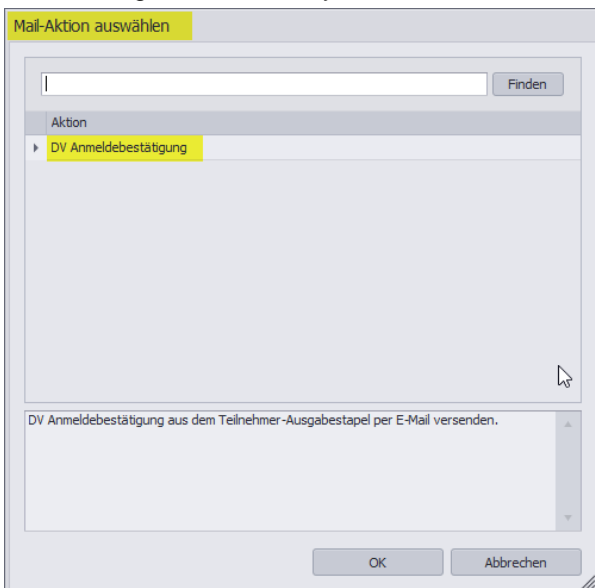 Mail-Aktion auswählen
Finden
Aktion
DV Anmeldebestätigung
DV Anmeldebestätigung aus dem Teilnehmer-Ausgabestapel per E-Mail versenden.
OK
Abbrechen